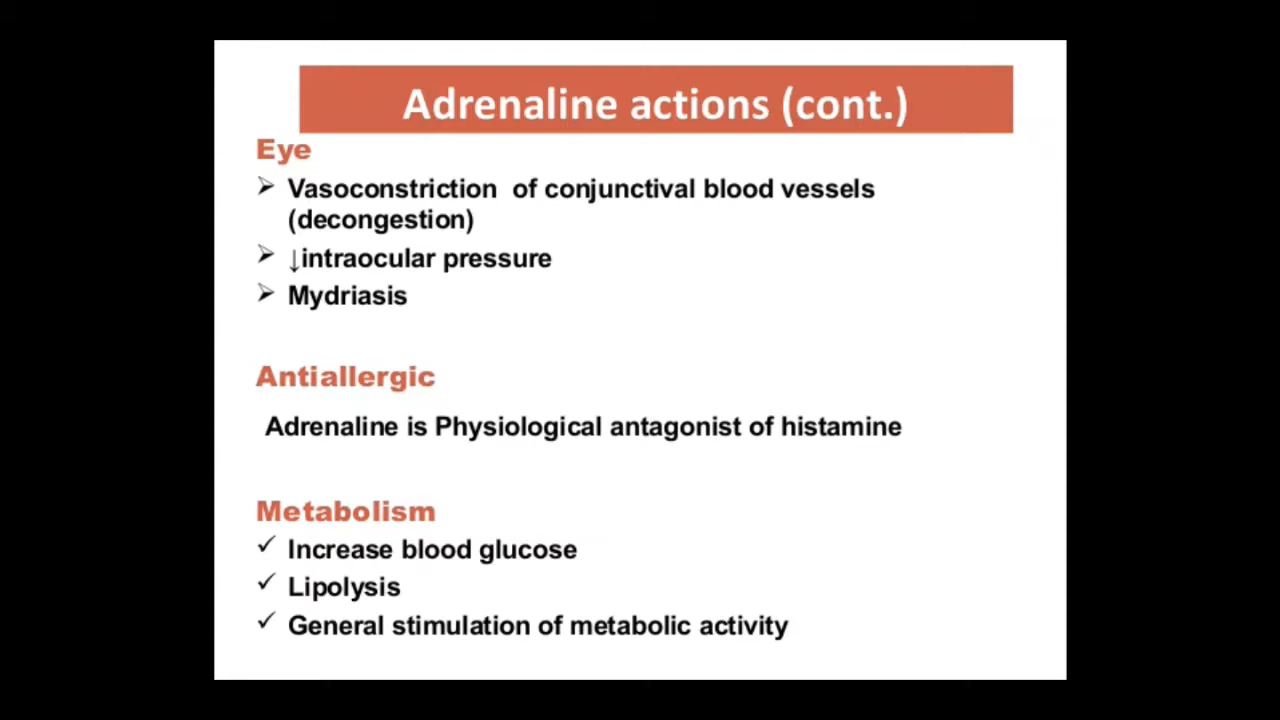 Adrenaline actions (cont.)
Eye
➢ Vasoconstriction of conjunctival blood vessels
(decongestion)
➢ ↓intraocular pressure
➢ Mydriasis
Antiallergic
Adrenaline is Physiological antagonist of histamine
Metabolism
✓ Increase blood glucose
✓ Lipolysis
✓ General stimulation of metabolic activity